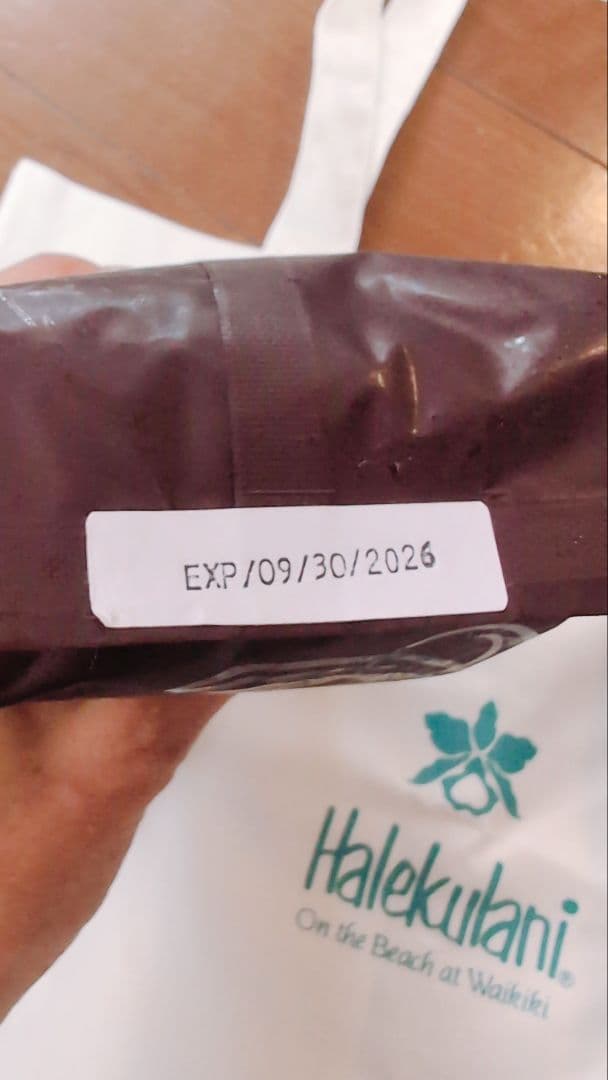 EXP/09/30/2026
Halekulani®
On the Beach at Waikiki